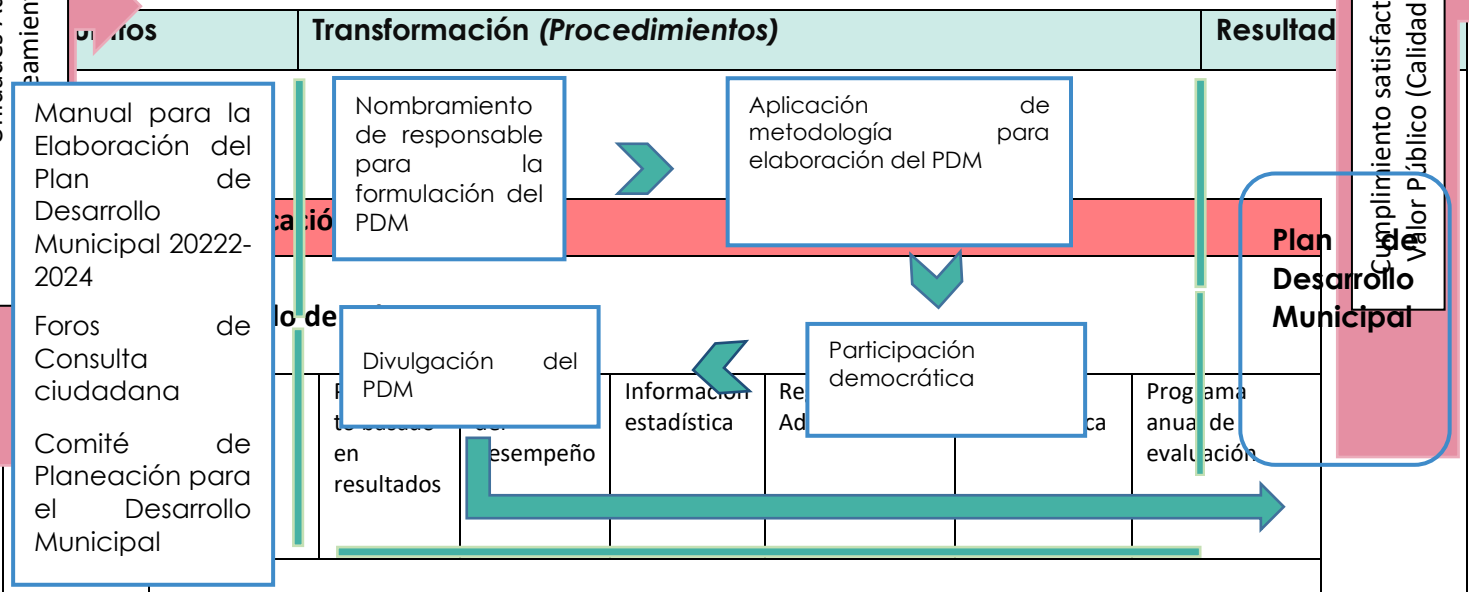 Transformación (Procedimientos)
Resultad
Manual para la
Elaboración del
Plan de
Desarrollo
Municipal 20222-
2024
Foros de
Consulta
ciudadana
Comité de
Planeación para
el Desarrollo
Municipal
Nombramiento
de responsable
para la
formulación del
PDM
Aplicación de
metodología para
elaboración del PDM
Participación
democrática
Divulgación del
PDM
Plan de
Desarrollo
Municipal
Cumplimiento satisfact
Valor Público (Calidad
lo de
en
resultados
esempeño
Información
estadística
Programa
anual de
evaluación